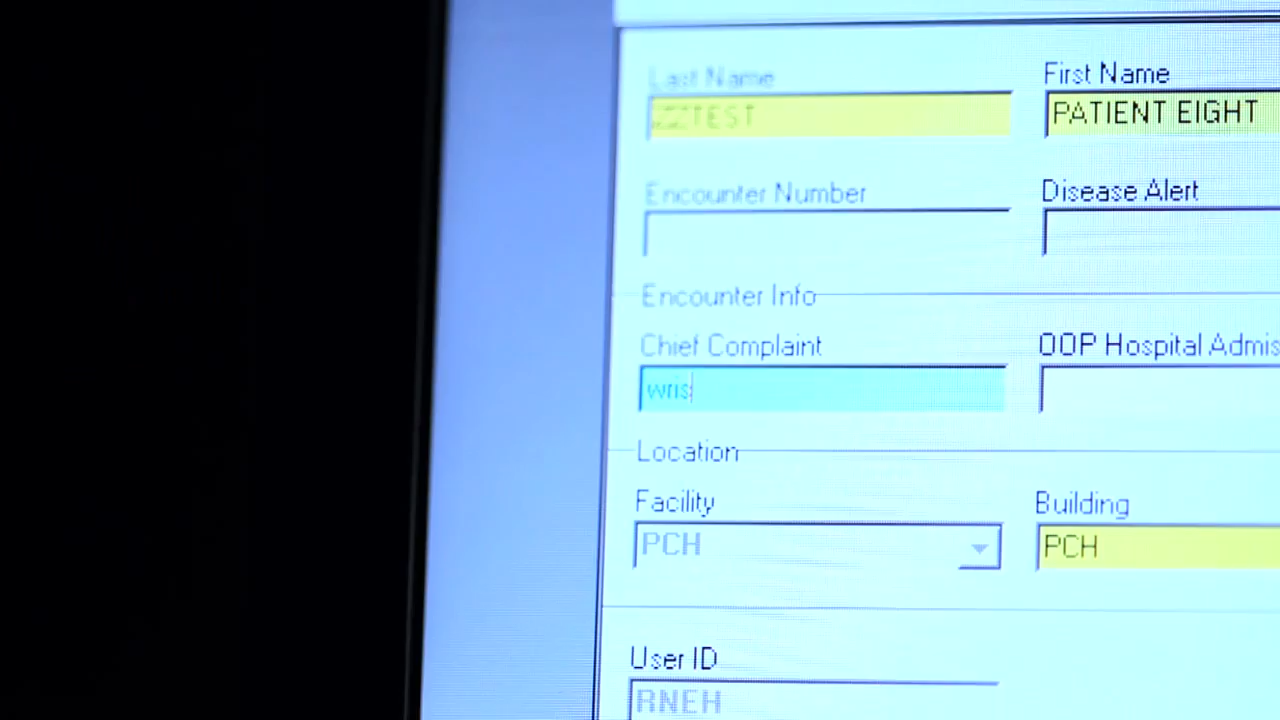 Last Name First Name
ZZZTEST PATIENT EIGHT
Encounter Number Disease Alert
Encounter Info
Chief Complaint OOP Hospital Admis
wris
Location
Facility Building
PCH PCH
User ID
RNEH